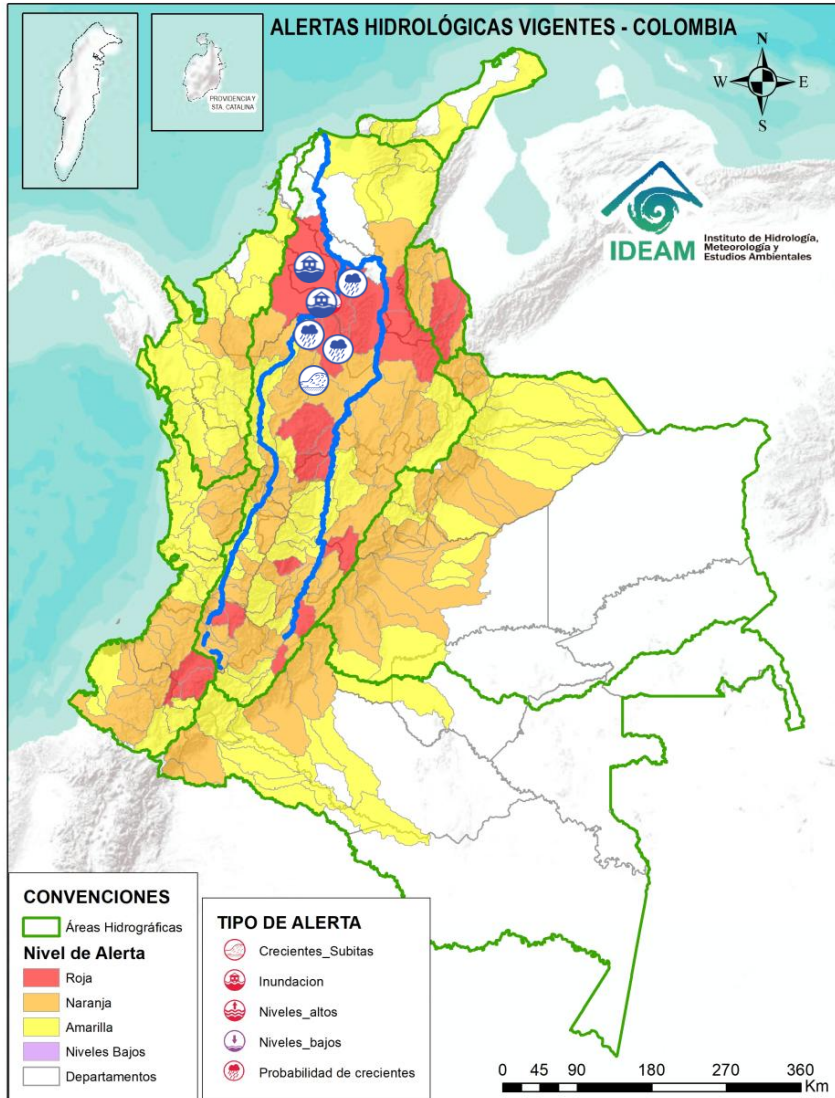 ALERTAS HIDROLÓGICAS VIGENTES - COLOMBIA
PROVIDENCIA Y
STA. CATALINA
N
W
E
S
IDEAM
Instituto de Hidrología,
Meteorología y
Estudios Ambientales
CONVENCIONES
Áreas Hidrográficas
Nivel de Alerta
Roja
Naranja
Amarilla
Niveles Bajos
Departamentos
TIPO DE ALERTA
Crecientes_Subitas
Inundacion
Niveles_altos
Niveles_bajos
Probabilidad de crecientes
0 45 90 180 270 360
Km